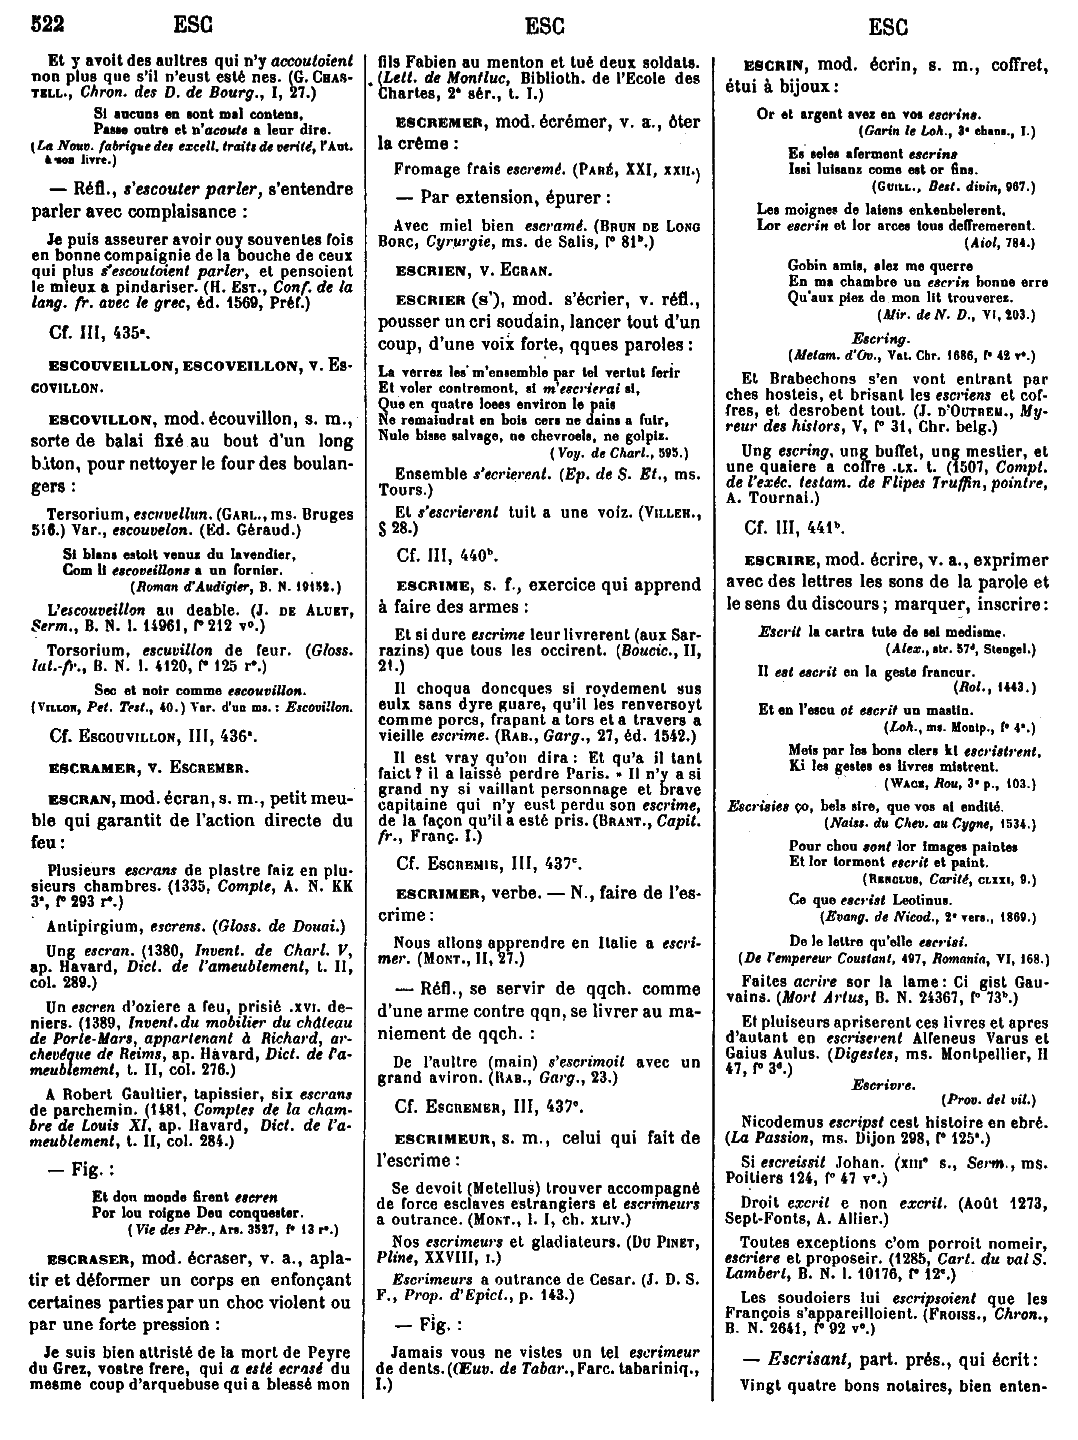 522 ESC ESC ESC
Et y avoit des aultres qui n'y accoutoient
non plus que s'il n'eust esté nes. (G. CHAS-
TELL., Chron. des D. de Bourg., I, 27.)
Si aucuns en sont mal contens,
Passe outre et n'acoute a leur dire.
(La Nouv. fabrique des excell. traits de verité, l'Aut.
a son livre.)
— Réfl., s'escouter parler, s'entendre
parler avec complaisance :
Je puis asseurer avoir ouy souventes fois
en bonne compaignie de la bouche de ceux
qui plus s'escoutoient parler, et pensoient
le mieux a pindariser. (H. EST., Conf. de la
lang. fr. avec le grec, éd. 1569, Préf.)
Cf. III, 435ª.
ESCOUVEILLON, ESCOVEILLON, v. Es-
COVILLON.
ESCOVILLON, mod. écouvillon, s. m.,
sorte de balai fixé au bout d'un long
bâton, pour nettoyer le four des boulan-
gers :
Tersorium, escuvellun. (GARL., ms. Bruges
516.) Var., escouvelon. (Ed. Géraud.)
Si blans estoit venus du lavendier,
Com li escoveillons a un fornier.
(Roman d'Audigier, B. N. 19152.)
L'escouveillon au deable. (J. DE ALUET,
Serm., B. N. l. 14961, fº 212 vº.)
Torsorium, escuvillon de feur. (Gloss.
lat.-fr., B. N. l. 4120, fº 125 rº.)
Sec et noir comme escouvillon.
(VILLON, Pet. Test., 40.) Var. d'un ms. : Escovillon.
Cf. ESCOUVILLON, III, 436ª.
ESCRAMER, v. ESCREMER.
ESCRAN, mod. écran, s. m., petit meu-
ble qui garantit de l'action directe du
feu :
Plusieurs escrans de plastre faiz en plu-
sieurs chambres. (1335, Compte, A. N. KK
3ª, fº 293 rº.)
Antipirgium, escrens. (Gloss. de Douai.)
Ung escran. (1380, Invent. de Charl. V,
ap. Havard, Dict. de l'ameublement, t. II,
col. 289.)
Un escren d'oziere a feu, prisié .XVI. de-
niers. (1389, Invent. du mobilier du château
de Porte-Mars, appartenant à Richard, ar-
chevêque de Reims, ap. Havard, Dict. de l'a-
meublement, t. II, col. 276.)
A Robert Gaultier, tapissier, six escrans
de parchemin. (1481, Comptes de la cham-
bre de Louis XI, ap. Havard, Dict. de l'a-
meublement, t. II, col. 284.)
— Fig. :
Et dou monde firent escren
Por lou roigne Deu conquester.
(Vie des Pèr., Ars. 3527, fº 13 rº.)
ESCRASER, mod. écraser, v. a., apla-
tir et déformer un corps en enfonçant
certaines parties par un choc violent ou
par une forte pression :
Je suis bien attristé de la mort de Peyre
du Grez, vostre frere, qui a esté ecrasé du
mesme coup d'arquebuse qui a blessé mon
fils Fabien au menton et tué deux soldats.
(Lett. de Montluc, Biblioth. de l'Ecole des
Chartes, 2ª sér., t. I.)
ESCREMER, mod. écrémer, v. a., ôter
la crême :
Fromage frais escremé. (PARÉ, XXI, XXII.)
— Par extension, épurer :
Avec miel bien escramé. (BRUN DE LONG
BORC, Cyrurgie, ms. de Salis, fº 81ᵇ.)
ESCRIEN, v. ECRAN.
ESCRIER (s'), mod. s'écrier, v. réfl.,
pousser un cri soudain, lancer tout d'un
coup, d'une voix forte, qques paroles :
La verrez les m'ensemble par tel vertut ferir
Et voler contremont, si m'escrierai si,
Que en quatre loees environ le païs
Ne remaindrat en bois cers ne dains a fuir,
Nule bisse salvage, ne chevroels, ne golpiz.
(Voy. de Charl., 595.)
Ensemble s'ecrierent. (Ep. de S. Et., ms.
Tours.)
Et s'escrierent tuit a une voiz. (VILLEH.,
§ 28.)
Cf. III, 440ᵇ.
ESCRIME, s. f., exercice qui apprend
à faire des armes :
Et si dure escrime leur livrerent (aux Sar-
razins) que tous les occirent. (Boucic., II,
21.)
Il choqua doncques si roydement sus
eulx sans dyre guare, qu'il les renversoyt
comme porcs, frapant a tors et a travers a
vieille escrime. (RAB., Garg., 27, éd. 1542.)
Il est vray qu'on dira : Et qu'a il tant
faict ? il a laissé perdre Paris. » Il n'y a si
grand ny si vaillant personnage et brave
capitaine qui n'y eust perdu son escrime,
de la façon qu'il a esté pris. (BRANT., Capit.
fr., Franç. I.)
Cf. ESCREMIE, III, 437ᶜ.
ESCRIMER, verbe. — N., faire de l'es-
crime :
Nous allons apprendre en Italie a escri-
mer. (MONT., II, 27.)
— Réfl., se servir de qqch. comme
d'une arme contre qqn, se livrer au ma-
niement de qqch. :
De l'aultre (main) s'escrimoit avec un
grand aviron. (RAB., Garg., 23.)
Cf. ESCREMER, III, 437ᶜ.
ESCRIMEUR, s. m., celui qui fait de
l'escrime :
Se devoit (Metellus) trouver accompagné
de force esclaves estrangiers et escrimeurs
a outrance. (MONT., l. I, ch. XLIV.)
Nos escrimeurs et gladiateurs. (DU PINET,
Pline, XXVIII, I.)
Escrimeurs a outrance de Cesar. (J. D. S.
F., Prop. d'Epict., p. 143.)
— Fig. :
Jamais vous ne vistes un tel escrimeur
de dents. (Œuv. de Tabar., Farc. tabariniq.,
I.)
ESCRIN, mod. écrin, s. m., coffret,
étui à bijoux :
Or et argent avez en vos escrins.
(Garin le Loh., 3ª chans., I.)
Es seles aferment escrins
Issi luisanz come est or fins.
(GUILL., Best. divin, 967.)
Les moignes de laiens enkenbelerent,
Lor escrin et lor arces tous deffremerent.
(Aiol, 784.)
Gobin amis, alez me querre
En ma chambre un escrin bonne erre
Qu'aux piez de mon lit trouverez.
(Mir. de N. D., VI, 203.)
Escring.
(Metam. d'Ov., Vat. Chr. 1686, fº 42 vº.)
Et Brabechons s'en vont entrant par
ches hosteis, et brisant les escriens et cof-
fres, et desrobent tout. (J. D'OUTREM., My-
reur des histors, V, fº 31, Chr. belg.)
Ung escring, ung buffet, ung mestier, et
une quaiere a coffre .LX. t. (1507, Compt.
de l'exéc. testam. de Flipes Truffin, pointre,
A. Tournai.)
Cf. III, 441ᵇ.
ESCRIRE, mod. écrire, v. a., exprimer
avec des lettres les sons de la parole et
le sens du discours ; marquer, inscrire :
Escrit la cartra tute de sel medisme.
(Alex., str. 57ᵈ, Stengel.)
Il est escrit en la geste francur.
(Rol., 1443.)
Et en l'escu ot escrit un mastin.
(Loh., ms. Montp., fº 4ª.)
Meis par les bons clers ki escristrent,
Ki les gestes es livres mistrent.
(WACE, Rou, 3ª p., 103.)
Escrisies ço, bels sire, que vos ai endité.
(Naiss. du Chev. au Cygne, 1534.)
Pour chou sont lor images paintes
Et lor torment escrit et paint.
(RENCLUS, Carité, CLXXI, 9.)
Ce que escrist Leotinus.
(Evang. de Nicod., 2ª vers., 1869.)
De le lettre qu'elle escrisi.
(De l'empereur Coustant, 497, Romania, VI, 168.)
Faites acrire sor la lame : Ci gist Gau-
vains. (Mort Artus, B. N. 24367, fº 73ᵇ.)
Et pluiseurs apriserent ces livres et apres
d'autant en escriserent Alfeneus Varus et
Gaius Aulus. (Digestes, ms. Montpellier, H
47, fº 3ᵈ.)
Escrivre.
(Prov. del vil.)
Nicodemus escripst cest histoire en ebré.
(La Passion, ms. Dijon 298, fº 125ª.)
Si escreissit Johan. (XIIIª s., Serm., ms.
Poitiers 124, fº 47 vº.)
Droit excrit e non excrit. (Août 1273,
Sept-Fonts, A. Allier.)
Toutes exceptions c'om porroit nomeir,
escriere et proposeir. (1285, Cart. du val S.
Lambert, B. N. l. 10176, fº 12ª.)
Les soudoiers lui escripsoient que les
François s'appareilloient. (FROISS., Chron.,
B. N. 2641, fº 92 vº.)
— Escrisant, part. prés., qui écrit :
Vingt quatre bons notaires, bien enten-